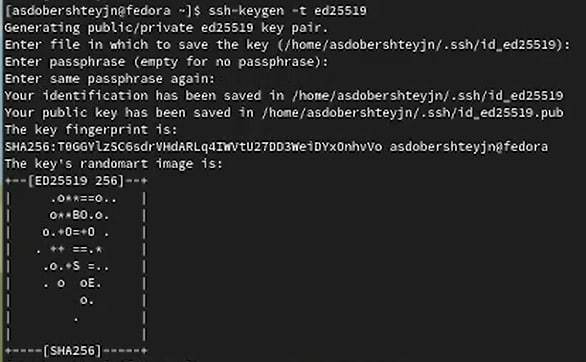 [asdobershteyjn@fedora ~]$ ssh-keygen -t ed25519
Generating public/private ed25519 key pair.
Enter file in which to save the key (/home/asdobershteyjn/.ssh/id_ed25519):
Enter passphrase (empty for no passphrase):
Enter same passphrase again:
Your identification has been saved in /home/asdobershteyjn/.ssh/id_ed25519
Your public key has been saved in /home/asdobershteyjn/.ssh/id_ed25519.pub
The key fingerprint is:
SHA256:T0GGYlzSC6sdrVHdARLq4IWVtU27DD3WeiDYxOnhvVo asdobershteyjn@fedora
The key's randomart image is:
+--[ED25519 256]--+
|     .o**==o..   |
|     o**BO.o.    |
|    o.+O=+O .    |
|   . ++ ==.*     |
|    .o.+S =..    |
|    . o  oE.     |
|         o.      |
|        .        |
|                 |
+----[SHA256]-----+